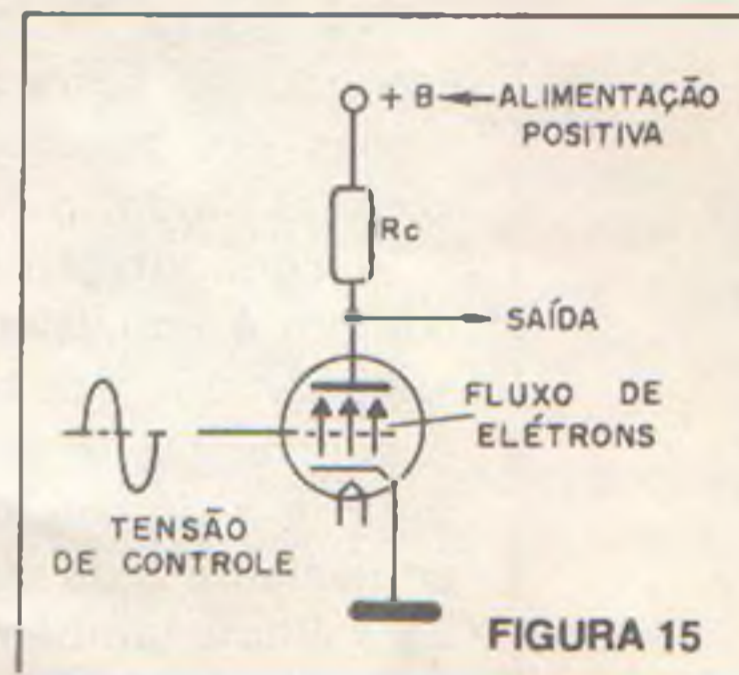 + B ALIMENTAÇÃO
POSITIVA
Rc
SAÍDA
FLUXO DE
ELÉTRONS
TENSÃO
DE CONTROLE
FIGURA 15